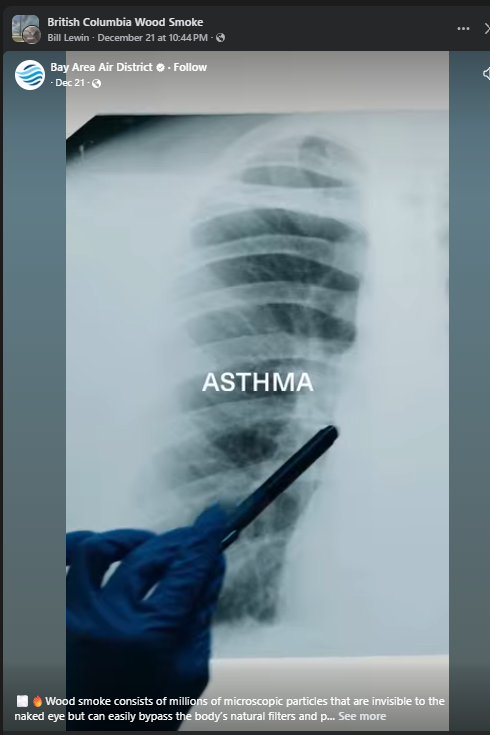 British Columbia Wood Smoke
Bill Lewin · December 21 at 10:44 PM ·
Bay Area Air District · Follow
· Dec 21 ·
ASTHMA
Wood smoke consists of millions of microscopic particles that are invisible to the
naked eye but can easily bypass the body's natural filters and p... See more